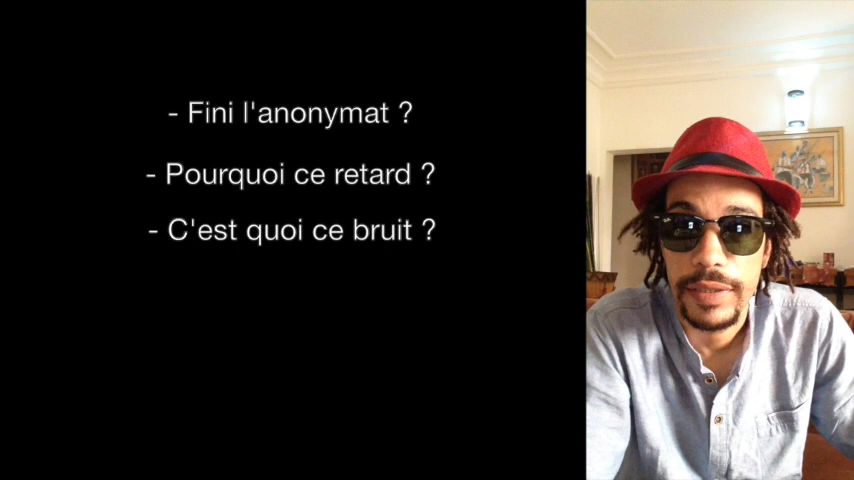 - Fini l'anonymat ?
- Pourquoi ce retard ?
- C'est quoi ce bruit ?